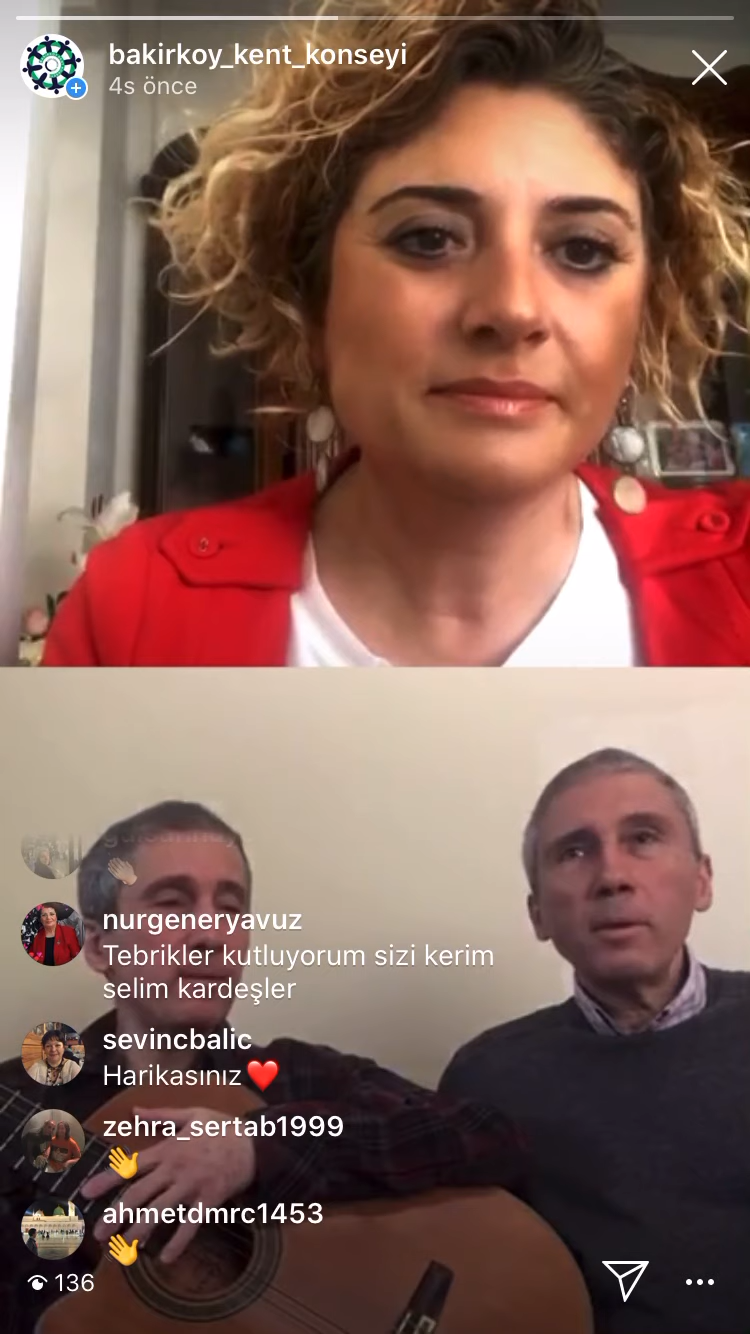 bakirkoy_kent_konseyi
4s önce
nurgeneryavuz
Tebrikler kutluyorum sizi kerim
selim kardeşler
sevincbalic
Harikasınız❤️
zehra_sertab1999
👋
ahmetdmrc1453
👋
136